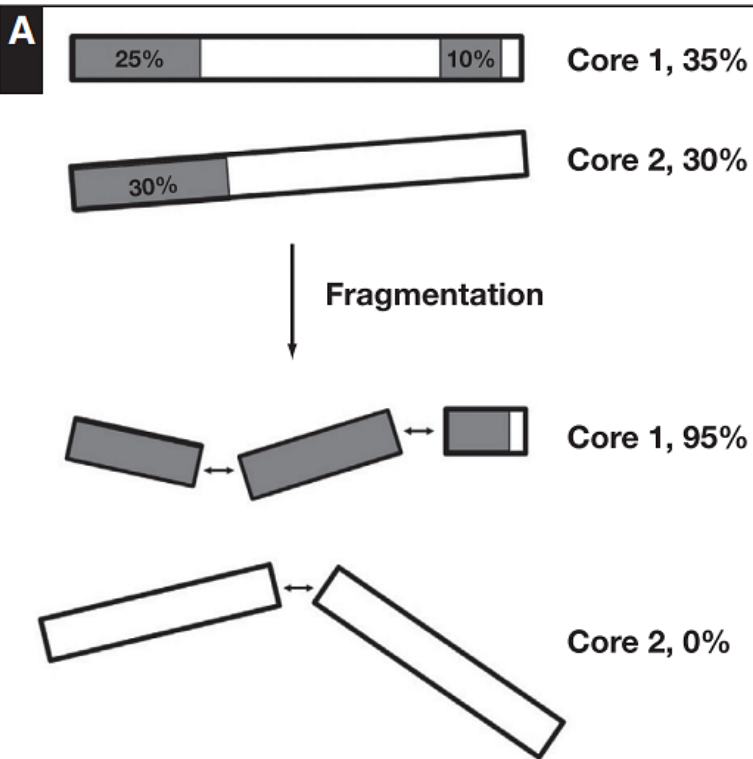 A
25%
10%
Core 1, 35%
30%
Core 2, 30%
Fragmentation
Core 1, 95%
Core 2, 0%